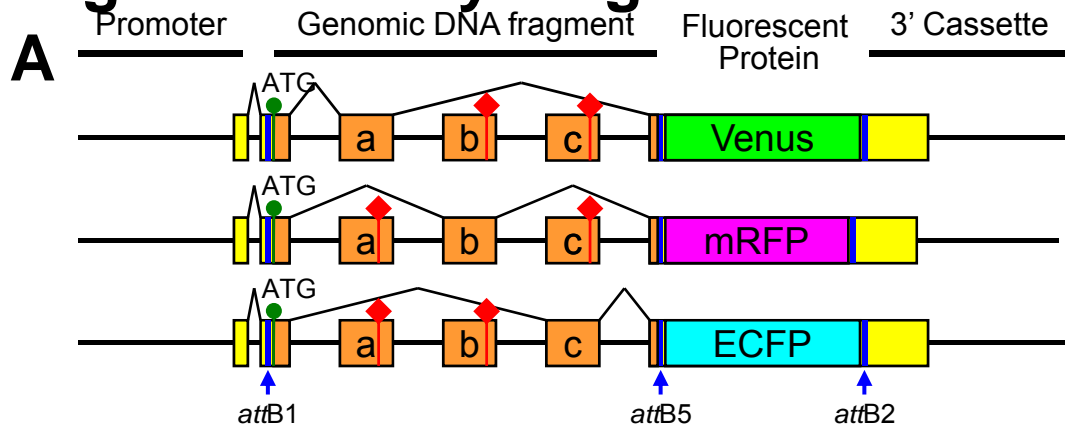 Promoter
Genomic DNA fragment
Fluorescent
Protein
3’ Cassette
A
ATG
a
b
c
Venus
ATG
a
b
c
mRFP
ATG
a
b
c
ECFP
attB1
attB5
attB2